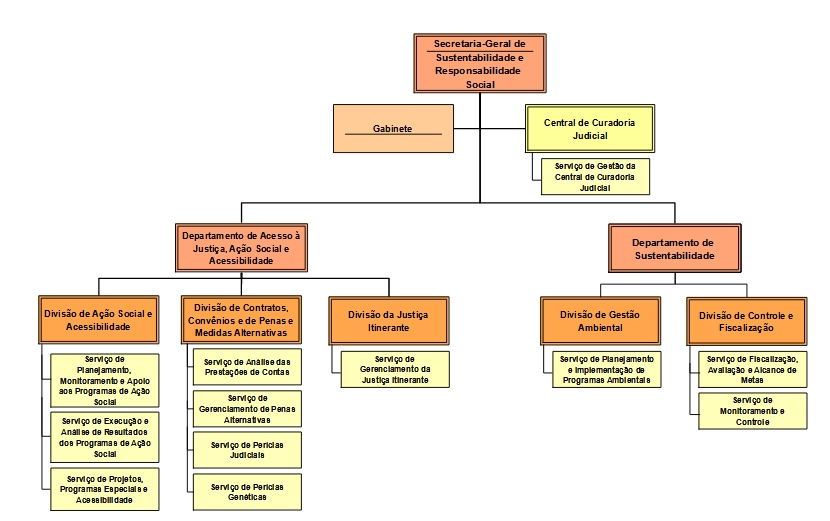 Secretaria-Geral de
Sustentabilidade e
Responsabilidade
Social
Gabinete
Central de Curadoria
Judicial
Serviço de Gestão da
Central de Curadoria
Judicial
Departamento de Acesso à
Justiça, Ação Social e
Acessibilidade
Departamento de
Sustentabilidade
Divisão de Ação Social e
Acessibilidade
Serviço de
Planejamento,
Monitoramento e Apoio
aos Programas de Ação
Social
Serviço de Execução e
Análise de Resultados
dos Programas de Ação
Social
Serviço de Projetos,
Programas Especiais e
Acessibilidade
Divisão de Contratos,
Convênios e de Penas e
Medidas Alternativas
Serviço de Análise das
Prestações de Contas
Serviço de
Gerenciamento de Penas
Alternativas
Serviço de Perícias
Judiciais
Serviço de Perícias
Genéticas
Divisão da Justiça
Itinerante
Serviço de
Gerenciamento da
Justiça Itinerante
Divisão de Gestão
Ambiental
Serviço de Planejamento
e Implementação de
Programas Ambientais
Divisão de Controle e
Fiscalização
Serviço de Fiscalização,
Avaliação e Alcance de
Metas
Serviço de
Monitoramento e
Controle